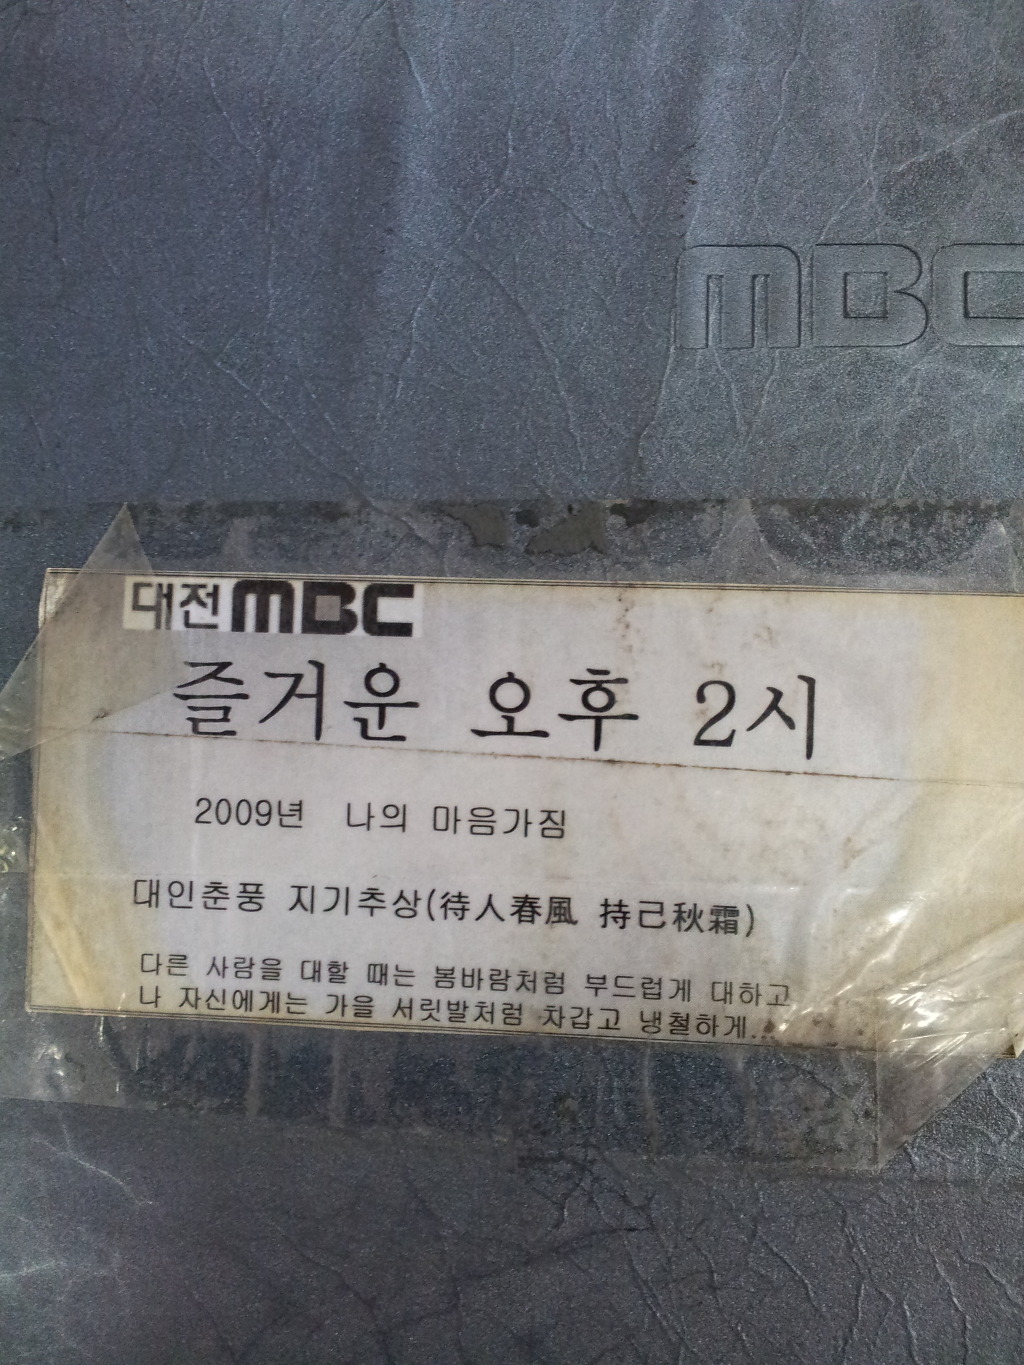 MBC
대전MBC
즐거운 오후 2시
2009년 나의 마음가짐
대인춘풍 지기추상(待人春風 持己秋霜)
다른 사람을 대할 때는 봄바람처럼 부드럽게 대하고
나 자신에게는 가을 서릿발처럼 차갑고 냉철하게...